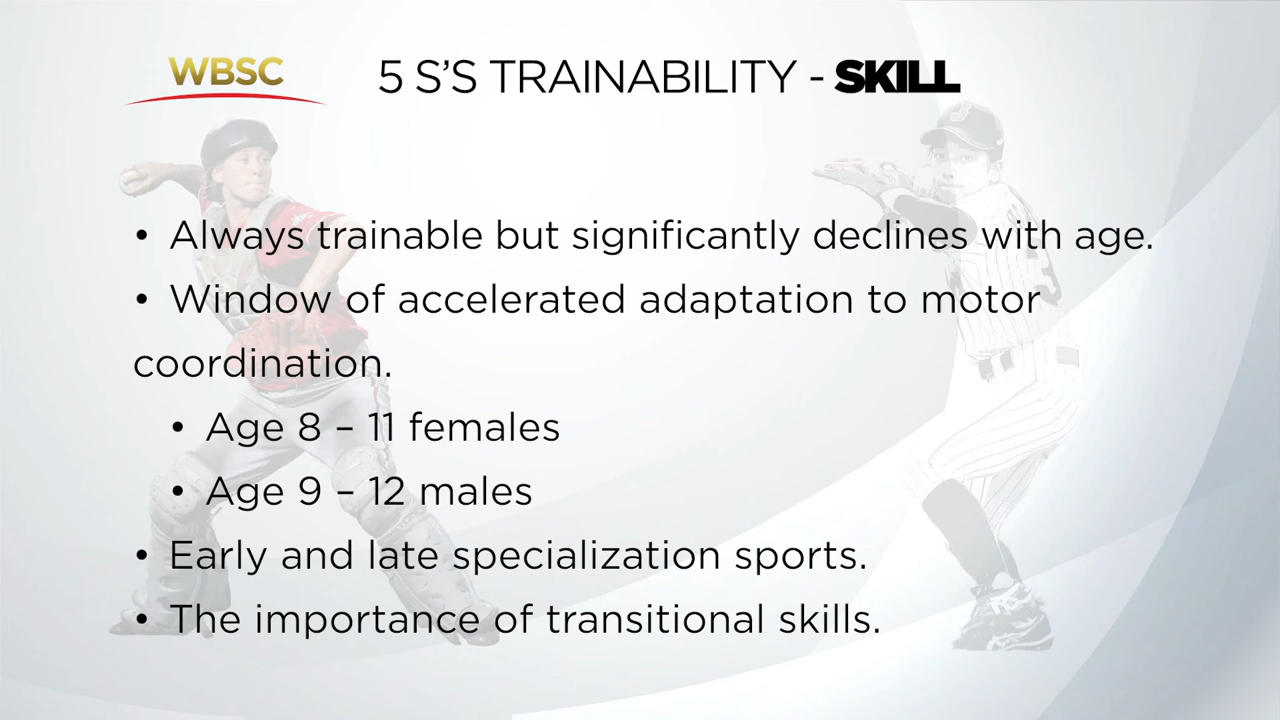 WBSC
5 S'S TRAINABILITY - SKILL
• Always trainable but significantly declines with age.
• Window of accelerated adaptation to motor
coordination.
• Age 8 – 11 females
• Age 9 – 12 males
• Early and late specialization sports.
• The importance of transitional skills.